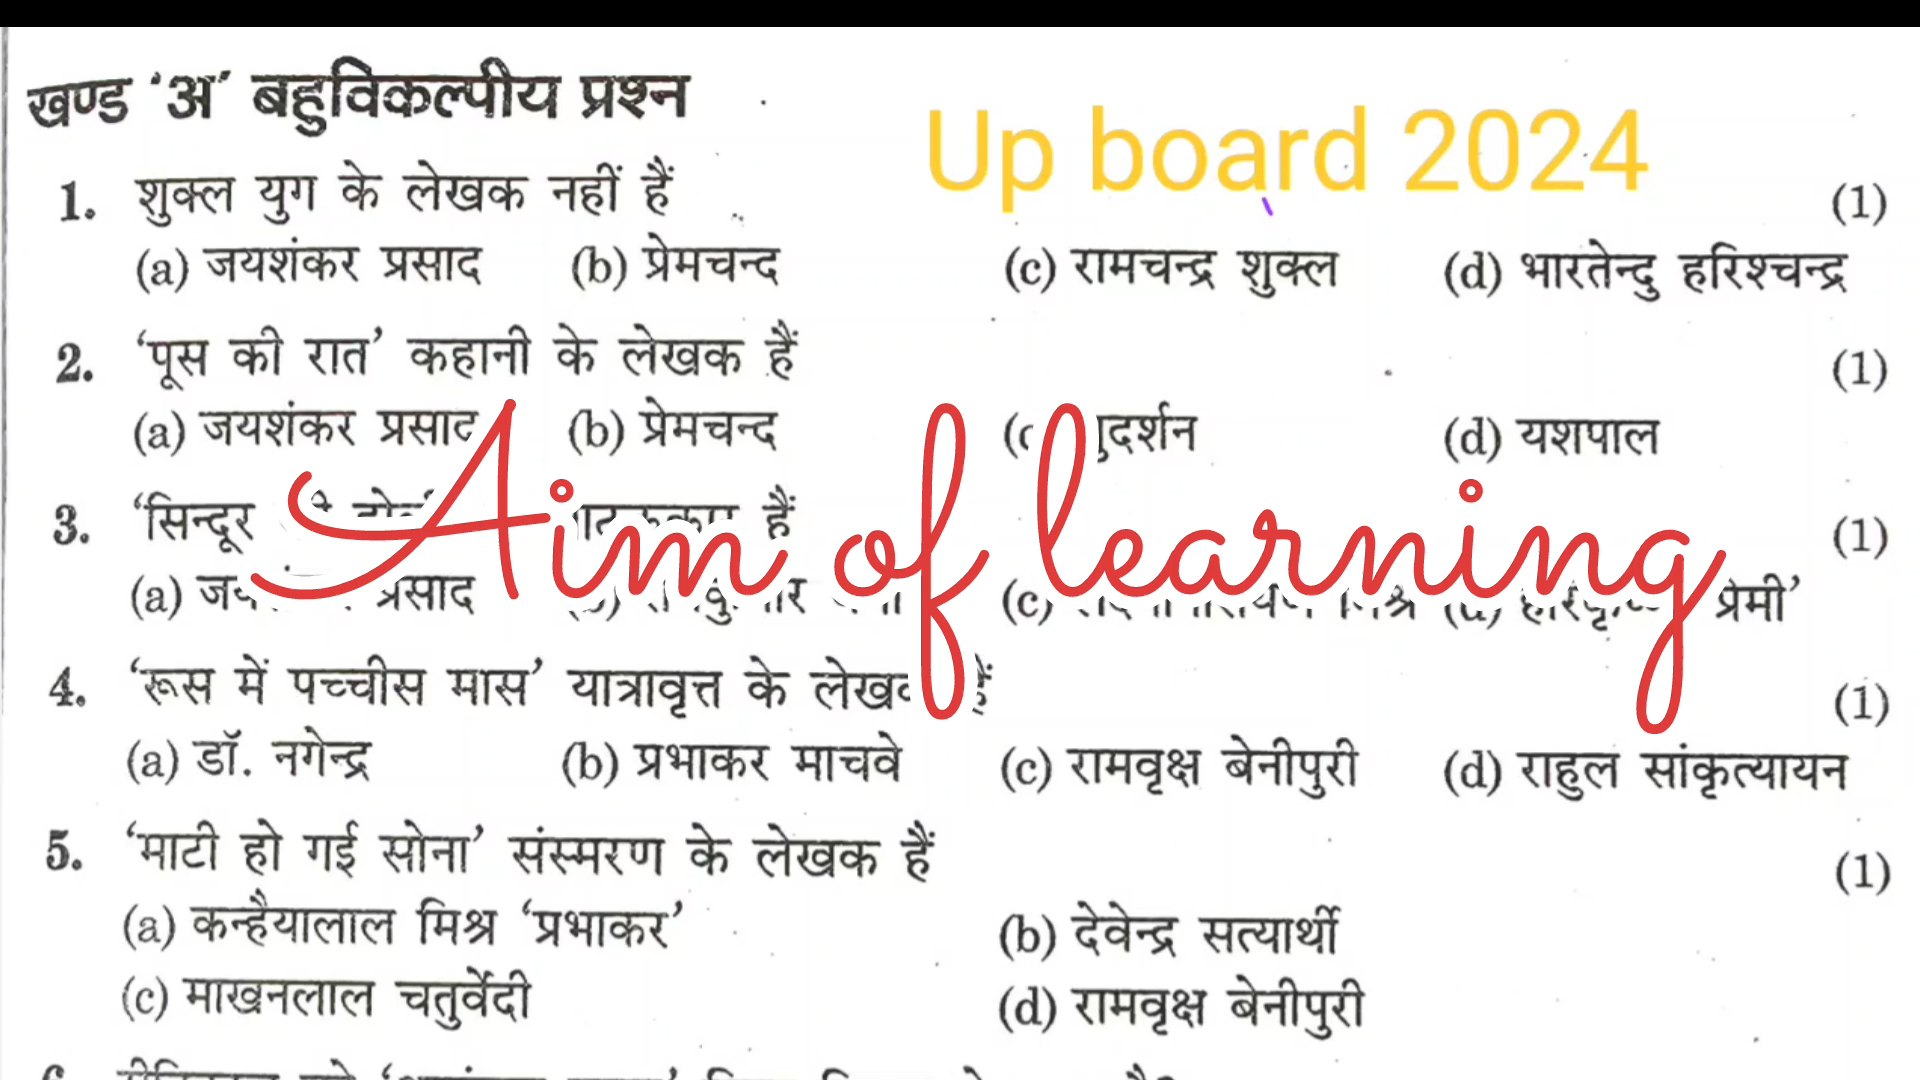 खण्ड 'अ' बहुविकल्पीय प्रश्न
Up board 2024
1. शुक्ल युग के लेखक नहीं हैं (1)
(a) जयशंकर प्रसाद (b) प्रेमचन्द (c) रामचन्द्र शुक्ल (d) भारतेन्दु हरिश्चन्द्र
2. 'पूस की रात' कहानी के लेखक हैं (1)
(a) जयशंकर प्रसाद (b) प्रेमचन्द (d) यशपाल
Aim of learning
3. 'सिन्दूर हैं (1)
(a) प्रसाद (c) प्रेमी'
4. 'रूस में पच्चीस मास' यात्रावृत्त के लेखक हैं (1)
(a) डॉ. नगेन्द्र (b) प्रभाकर माचवे (c) रामवृक्ष बेनीपुरी (d) राहुल सांकृत्यायन
5. 'माटी हो गई सोना' संस्मरण के लेखक हैं (1)
(a) कन्हैयालाल मिश्र 'प्रभाकर' (b) देवेन्द्र सत्यार्थी
(c) माखनलाल चतुर्वेदी (d) रामवृक्ष बेनीपुरी